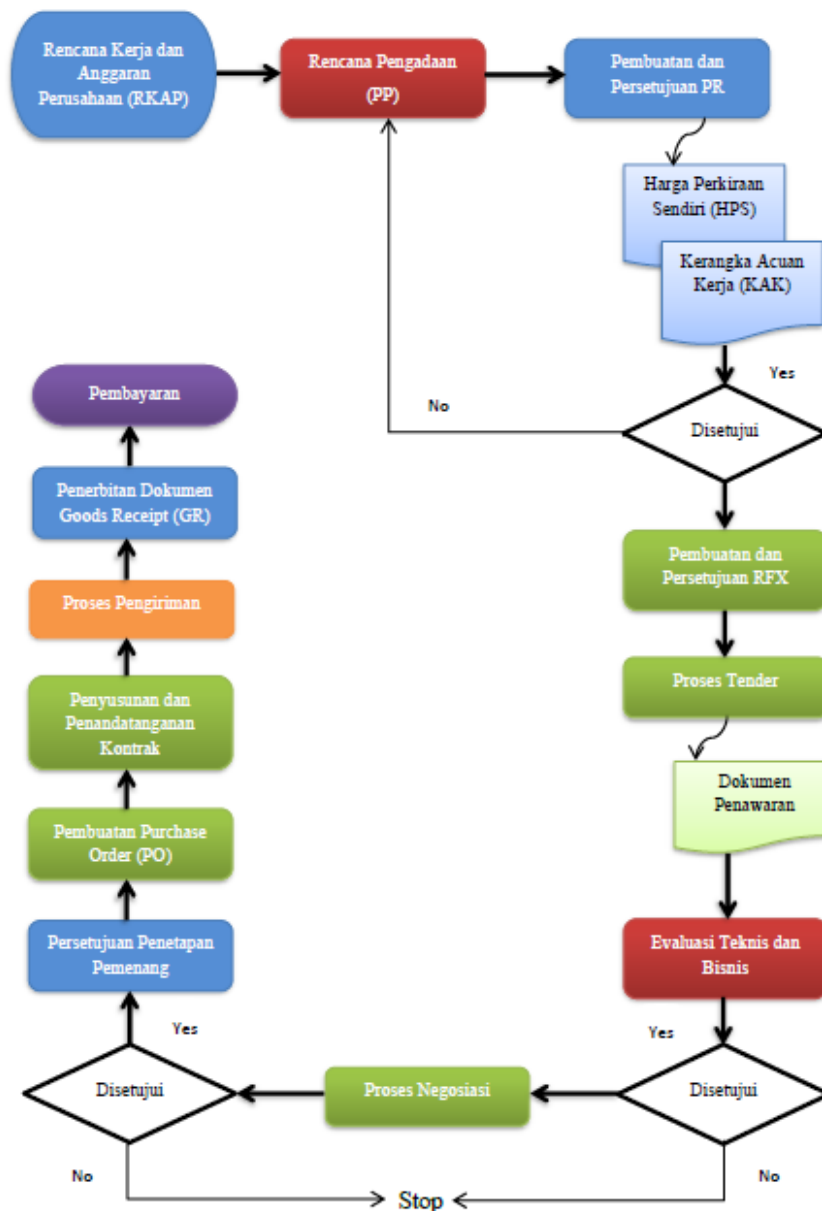 Rencana Kerja dan
Anggaran
Perusahaan (RKAP)
Rencana Pengadaan
(PP)
Pembuatan dan
Persetujuan PR
Harga Perkiraan
Sendiri (HPS)
Kerangka Acuan
Kerja (KAK)
Yes
No
Disetujui
Pembuatan dan
Persetujuan RFX
Proses Tender
Dokumen
Penawaran
Evaluasi Teknis dan
Bisnis
Yes
Disetujui
No
Proses Negosiasi
Disetujui
Yes
No
Stop
Persetujuan Penetapan
Pemenang
Pembuatan Purchase
Order (PO)
Penyusunan dan
Penandatanganan
Kontrak
Proses Pengiriman
Penerbitan Dokumen
Goods Receipt (GR)
Pembayaran